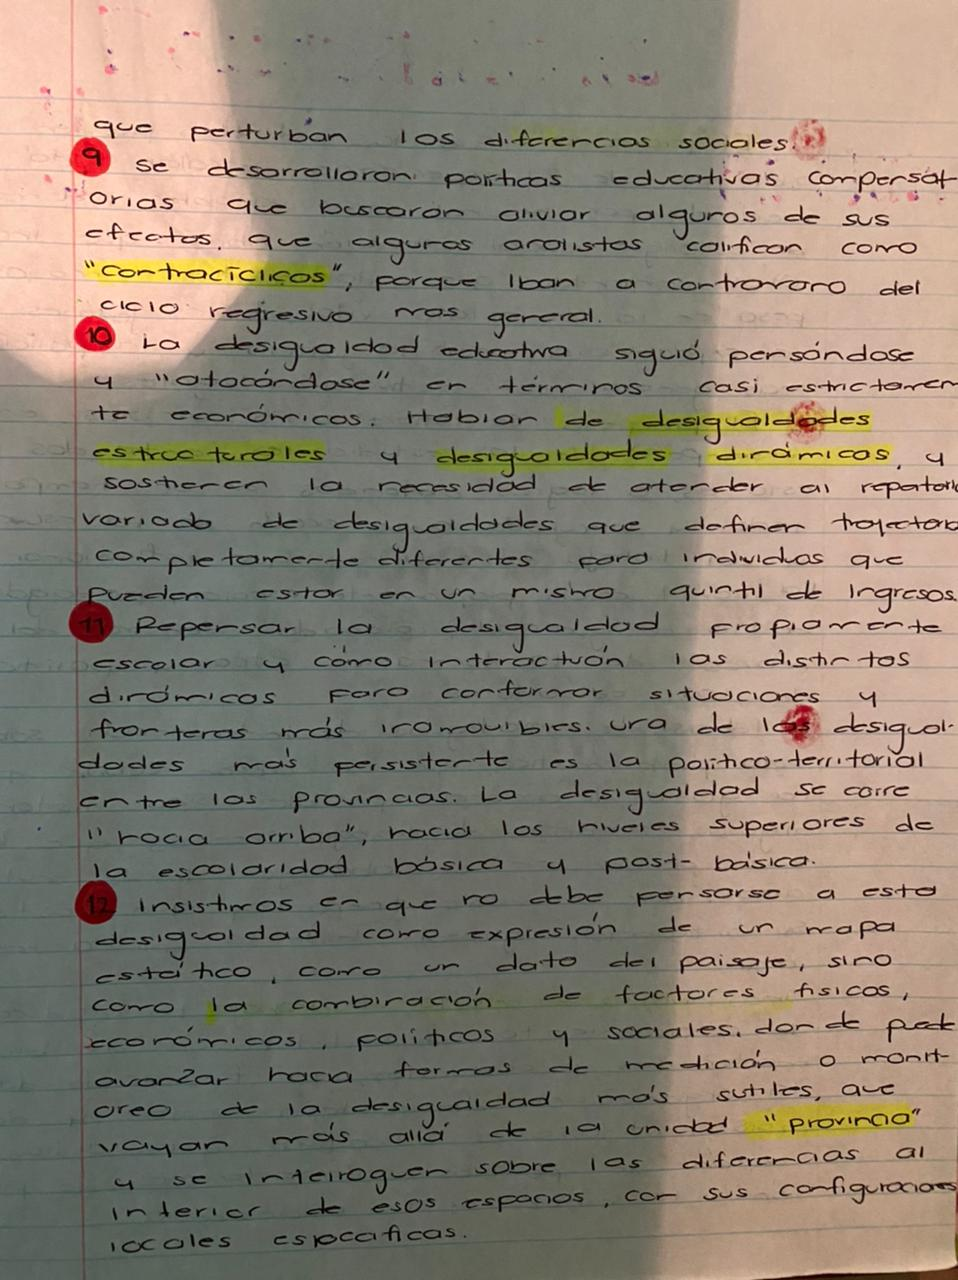 que perturban los diferencias sociales.
9 se desarrollaron políticas educativas compensat-
orias que buscaron aliviar algunos de sus
efectos, que algunas analistas califican como
"contracíclicos", porque iban a contramano del
ciclo regresivo mas general.
10 La desigualdad educativa siguió pensándose
y "atacándose" en términos casi estrictamen
te económicos. Hablan de desigualdades
estructurales y desigualdades dinámicas, y
sostienen la necesidad de atender al repatorio
variado de desigualdades que definen trayectoria
completamente diferentes para individuos que
pueden estar en un mismo quintil de ingresos.
11 Repensar la desigualdad propiamente
escolar y cómo interactúan las distintas
dinámicas para conformar situaciones y
fronteras más inamovibles. una de las desigual-
dades más persistente es la político-territorial
entre las provincias. La desigualdad se corre
"hacia arriba", hacia los niveles superiores de
la escolaridad básica y post-básica.
12 Insistimos en que no debe pensarse a esta
desigualdad como expresión de un mapa
estático, como un dato del paisaje, sino
como la combinación de factores físicos,
económicos, políticos y sociales. donde puede
avanzar hacia formas de medición o monit-
oreo de la desigualdad más sutiles, que
vayan más allá de la unidad "provincia"
y se interroguen sobre las diferencias al
interior de esos espacios, con sus configuraciones
locales especificas.